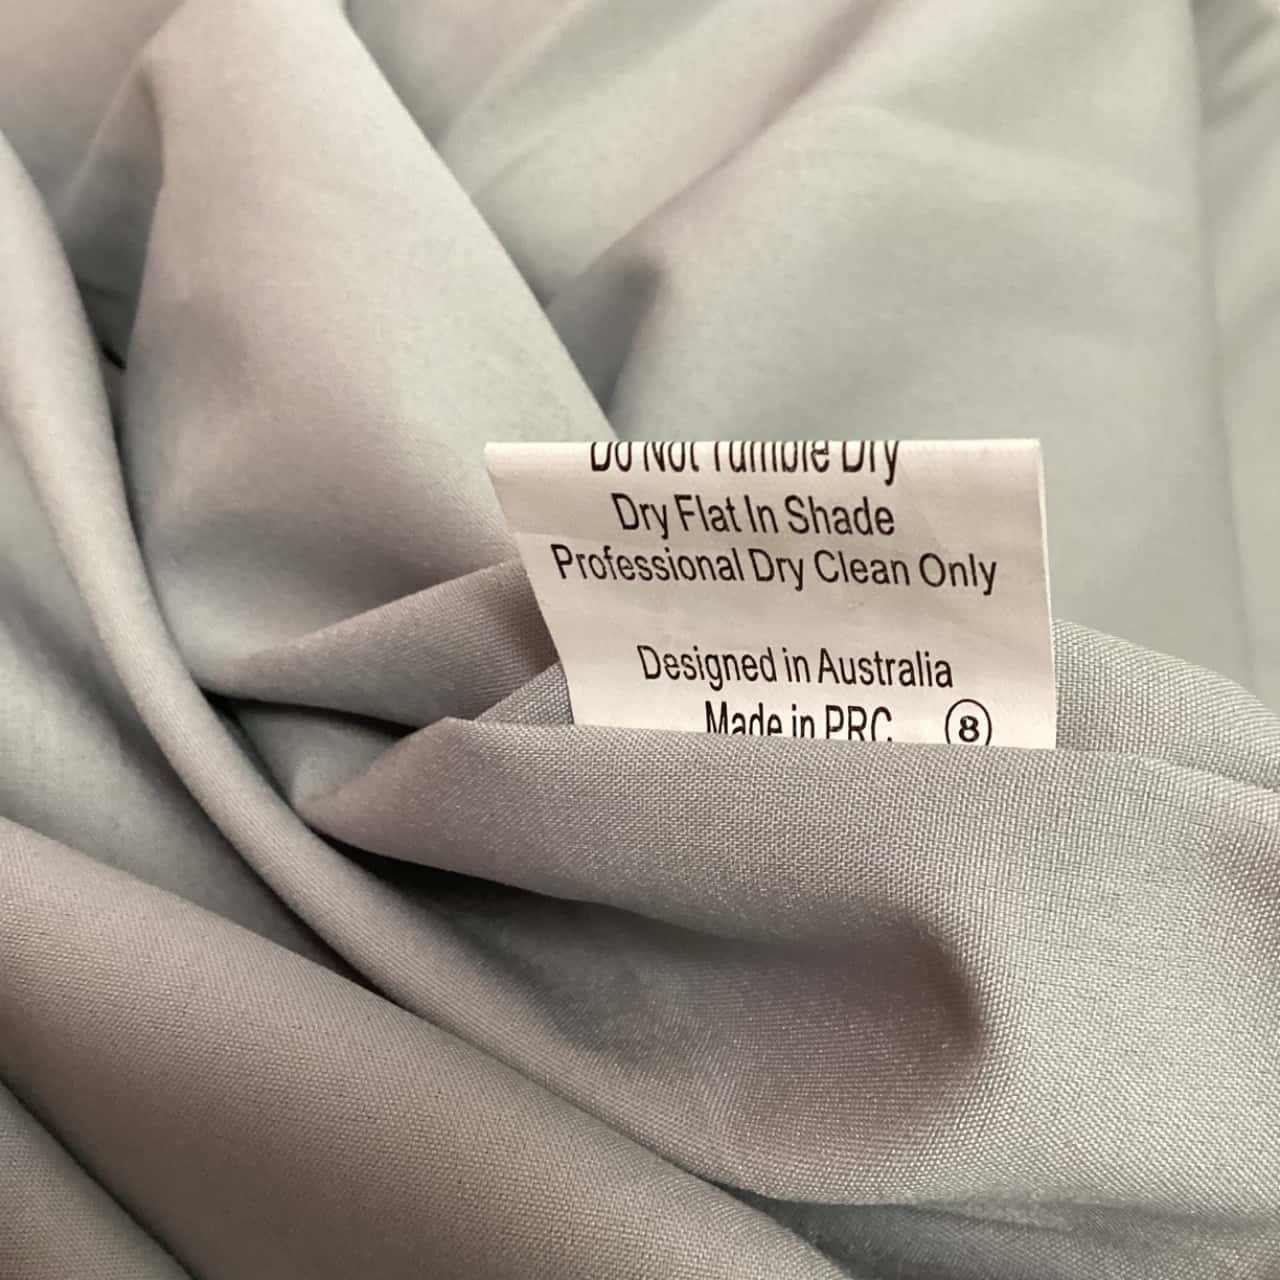 Do Not Tumble Dry
Dry Flat In Shade
Professional Dry Clean Only
Designed in Australia
Made in PRC 8